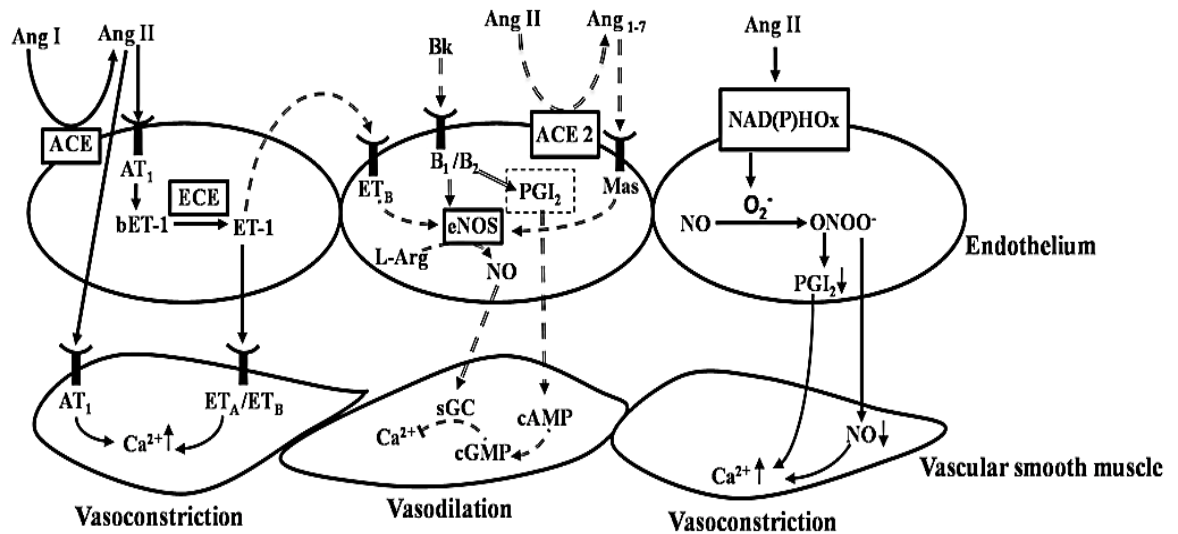 Ang I
Ang II
ACE
AT1
bET-1
ECE
ET-1
AT1
ETA/ETB
Ca2+↑
Vasoconstriction
Bk
Ang II
Ang 1-7
ACE 2
B1/B2
ETB
PGI2
Mas
eNOS
L-Arg
NO
sGC
cAMP
Ca2+
cGMP
Vasodilation
Ang II
NAD(P)HOx
O2·-
NO
ONOO-
PGI2↓
Endothelium
NO↓
Ca2+↑
Vascular smooth muscle
Vasoconstriction